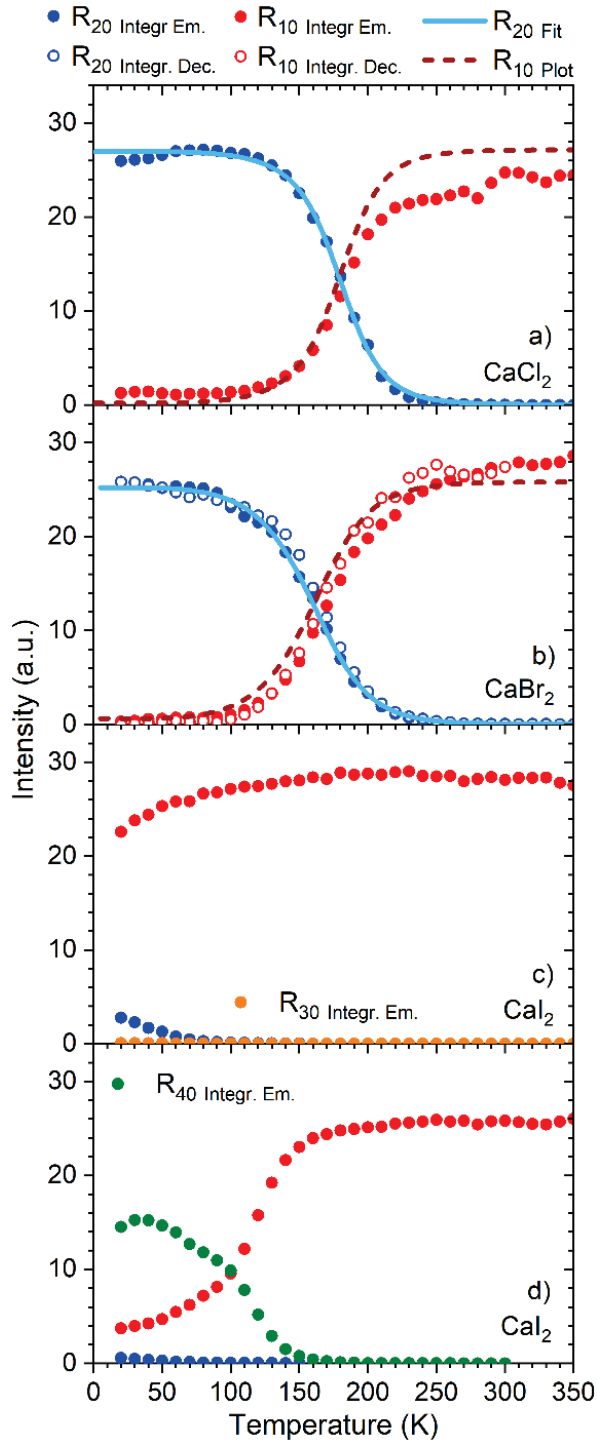 R20 Integr Em. R10 Integr Em. R20 Fit
R20 Integr. Dec. R10 Integr. Dec. R10 Plot
30
20
10
0
a)
CaCl2
30
20
10
0
b)
CaBr2
Intensity (a.u.)
30
20
10
0
c)
R30 Integr. Em.
CaI2
R40 Integr. Em.
30
20
10
0
d)
CaI2
0 50 100 150 200 250 300 350
Temperature (K)